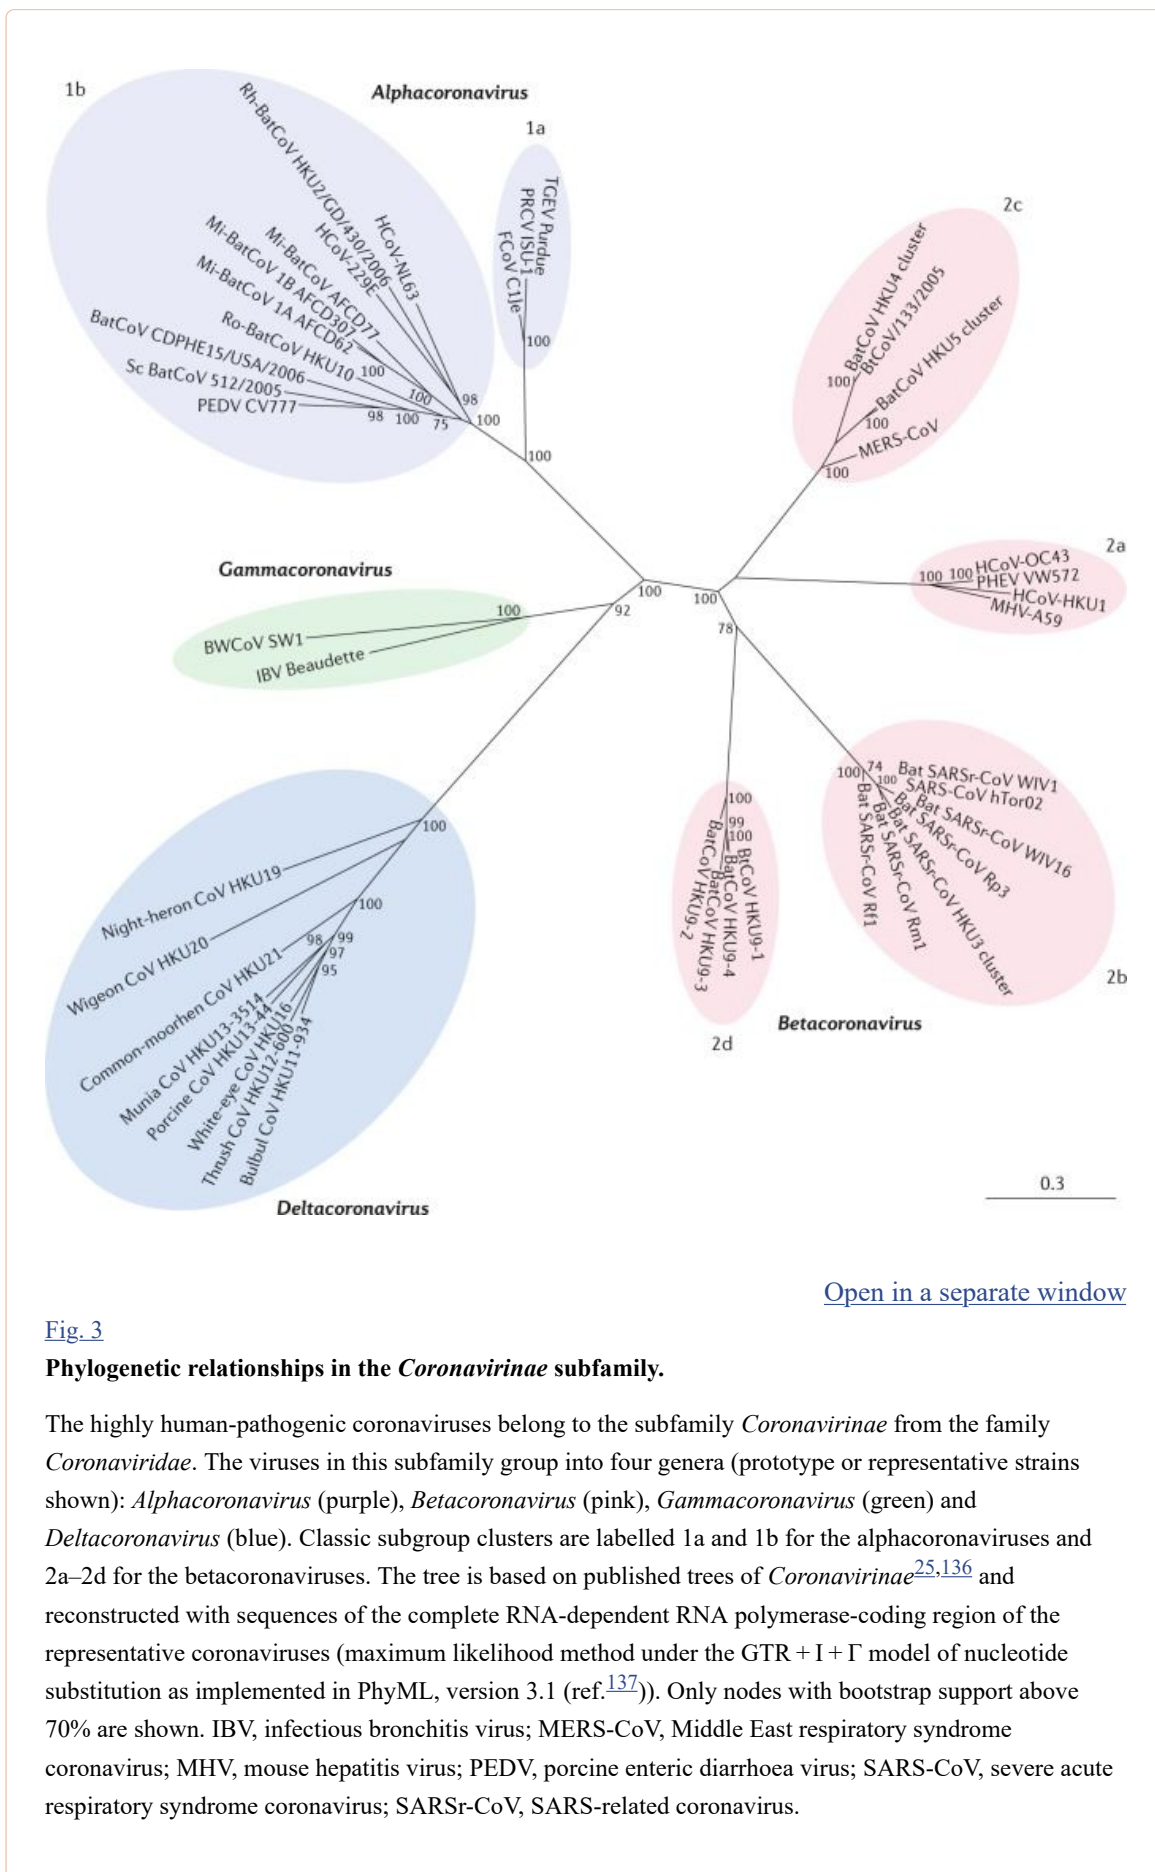 1b
Alphacoronavirus
1a
Rh-BatCoV HKU2/GD/430/2006
HCoV-NL63
HCoV-229E
Mi-BatCoV AFCD77
Mi-BatCoV 1B AFCD307
Mi-BatCoV 1A AFCD62
Ro-BatCoV HKU10
BatCoV CDPHE15/USA/2006
Sc BatCoV 512/2005
PEDV CV777
100
100
98
98
100
75
100
TGEV Purdue
PRCV ISU-1
FCoV C1Je
100
100
2c
BatCoV HKU4 cluster
BtCoV/133/2005
BatCoV HKU5 cluster
MERS-CoV
100
100
100
2a
HCoV-OC43
PHEV VW572
HCoV-HKU1
MHV-A59
100
100
Gammacoronavirus
100
BWCoV SW1
IBV Beaudette
92
100
100
78
100
74
100
Bat SARSr-CoV WIV1
SARS-CoV hTor02
Bat SARSr-CoV WIV16
Bat SARSr-CoV Rp3
Bat SARSr-CoV HKU3 cluster
Bat SARSr-CoV Rm1
Bat SARSr-CoV Rf1
2b
100
99
100
BtCoV HKU9-1
BatCoV HKU9-4
BatCoV HKU9-3
BatCoV HKU9-2
2d
Betacoronavirus
100
Night-heron CoV HKU19
Wigeon CoV HKU20
100
98
99
97
95
Common-moorhen CoV HKU21
Munia CoV HKU13-3514
Porcine CoV HKU13-44
White-eye CoV HKU16
Thrush CoV HKU12-600
Bulbul CoV HKU11-934
Deltacoronavirus
0.3
Open in a separate window
Fig. 3
Phylogenetic relationships in the Coronavirinae subfamily.
The highly human-pathogenic coronaviruses belong to the subfamily Coronavirinae from the family
Coronaviridae. The viruses in this subfamily group into four genera (prototype or representative strains
shown): Alphacoronavirus (purple), Betacoronavirus (pink), Gammacoronavirus (green) and
Deltacoronavirus (blue). Classic subgroup clusters are labelled 1a and 1b for the alphacoronaviruses and
2a–2d for the betacoronaviruses. The tree is based on published trees of Coronavirinae25,136 and
reconstructed with sequences of the complete RNA-dependent RNA polymerase-coding region of the
representative coronaviruses (maximum likelihood method under the GTR + I + Γ model of nucleotide
substitution as implemented in PhyML, version 3.1 (ref.137)). Only nodes with bootstrap support above
70% are shown. IBV, infectious bronchitis virus; MERS-CoV, Middle East respiratory syndrome
coronavirus; MHV, mouse hepatitis virus; PEDV, porcine enteric diarrhoea virus; SARS-CoV, severe acute
respiratory syndrome coronavirus; SARSr-CoV, SARS-related coronavirus.